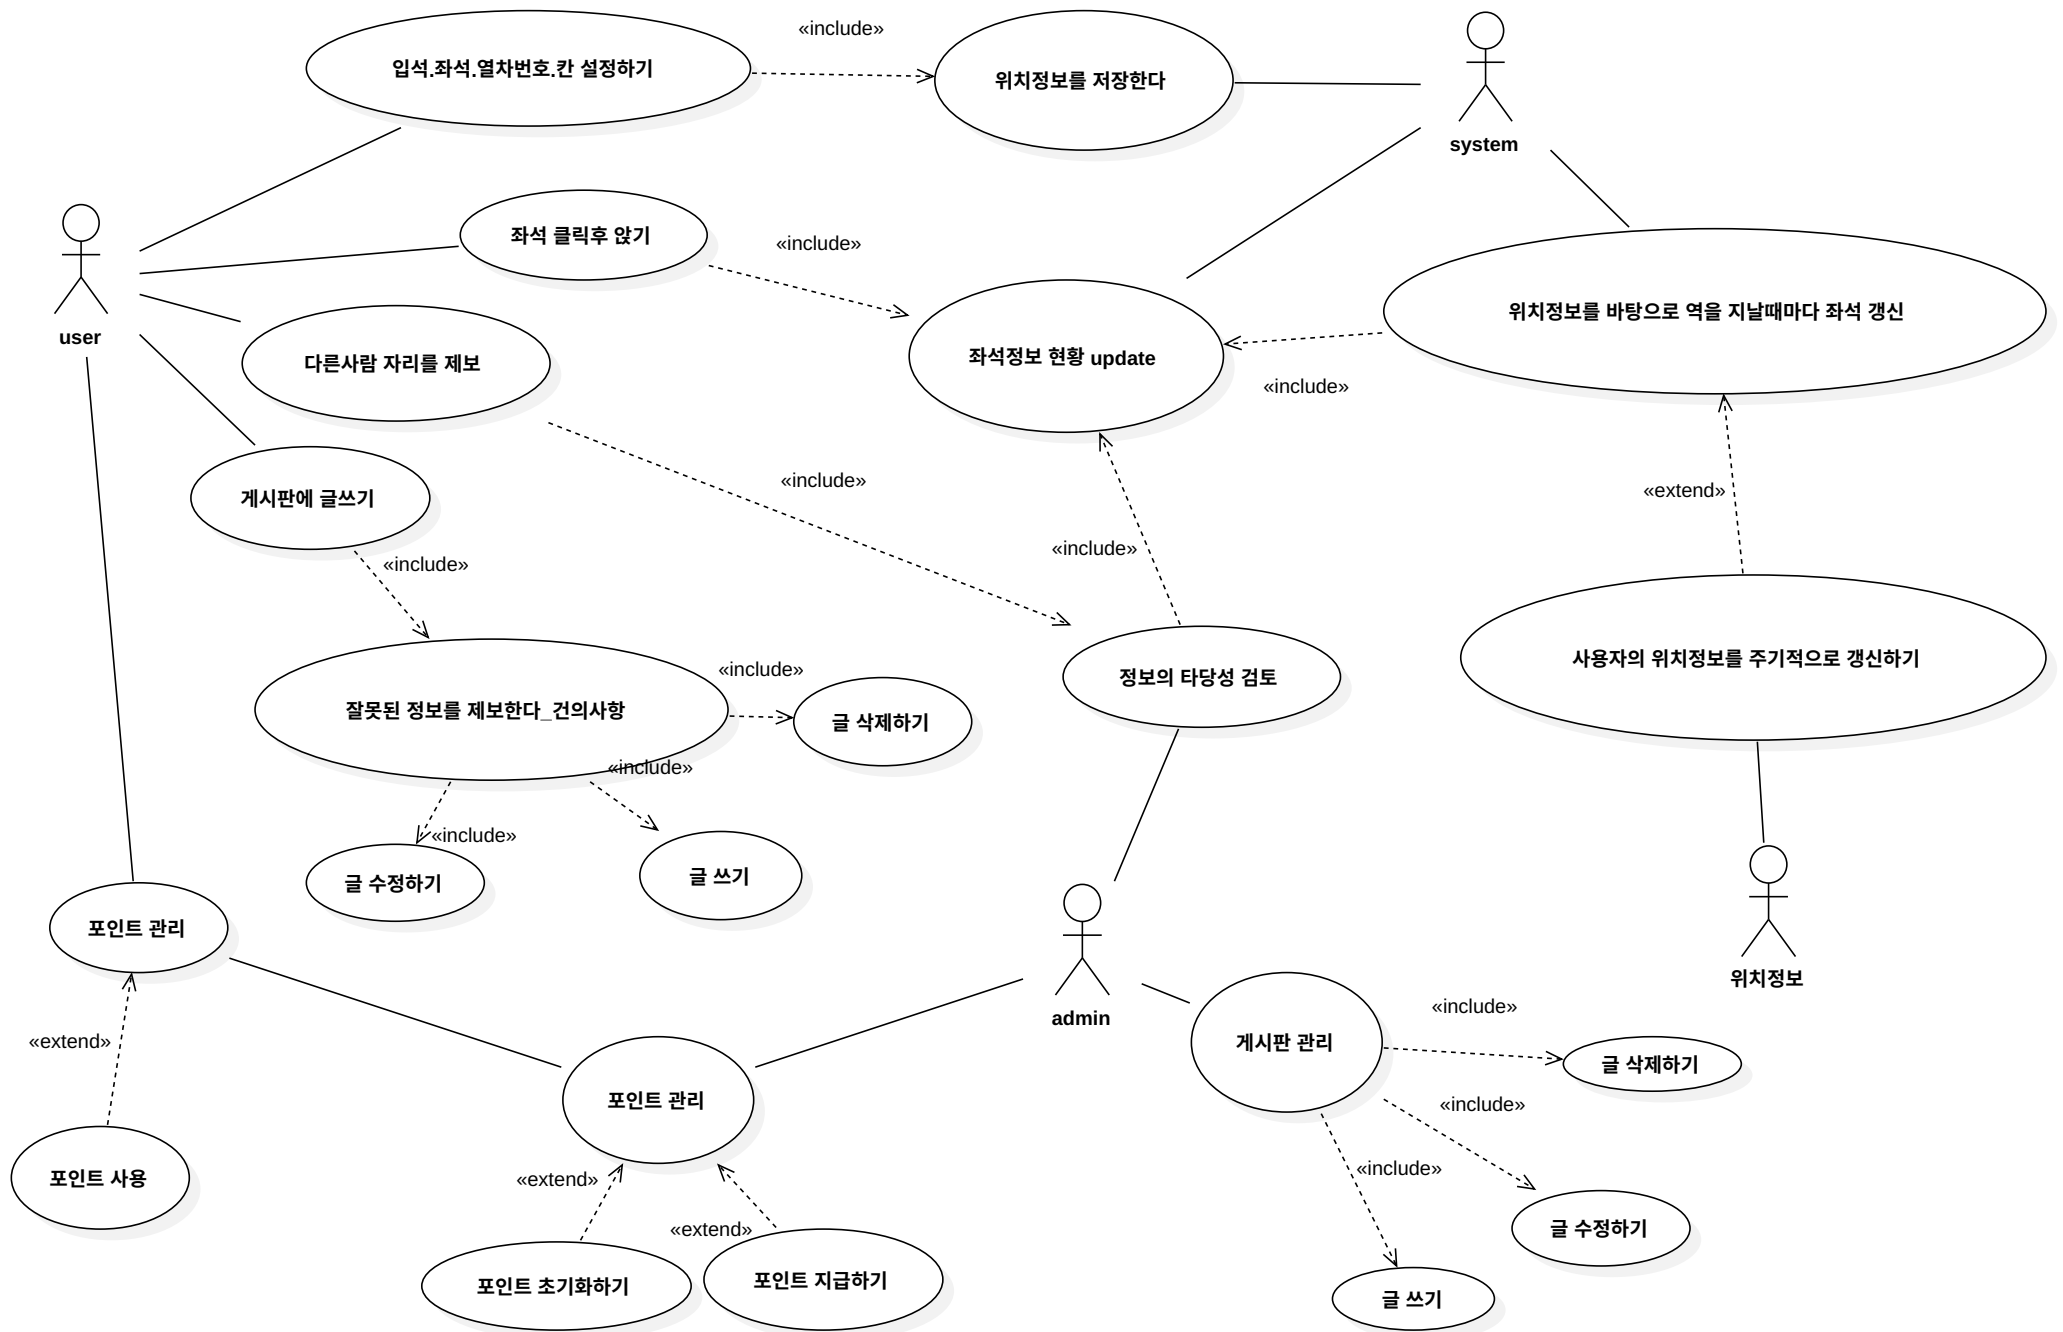 «include»
입석.좌석.열차번호.칸 설정하기
위치정보를 저장한다
system
좌석 클릭후 앉기
«include»
user
위치정보를 바탕으로 역을 지날때마다 좌석 갱신
다른사람 자리를 제보
좌석정보 현황 update
«include»
게시판에 글쓰기
«include»
«extend»
«include»
«include»
사용자의 위치정보를 주기적으로 갱신하기
«include»
정보의 타당성 검토
잘못된 정보를 제보한다_건의사항
글 삭제하기
«include»
«include»
글 수정하기
글 쓰기
포인트 관리
위치정보
admin
«include»
«extend»
게시판 관리
글 삭제하기
포인트 관리
«include»
«include»
포인트 사용
«extend»
«extend»
글 수정하기
포인트 초기화하기
포인트 지급하기
글 쓰기